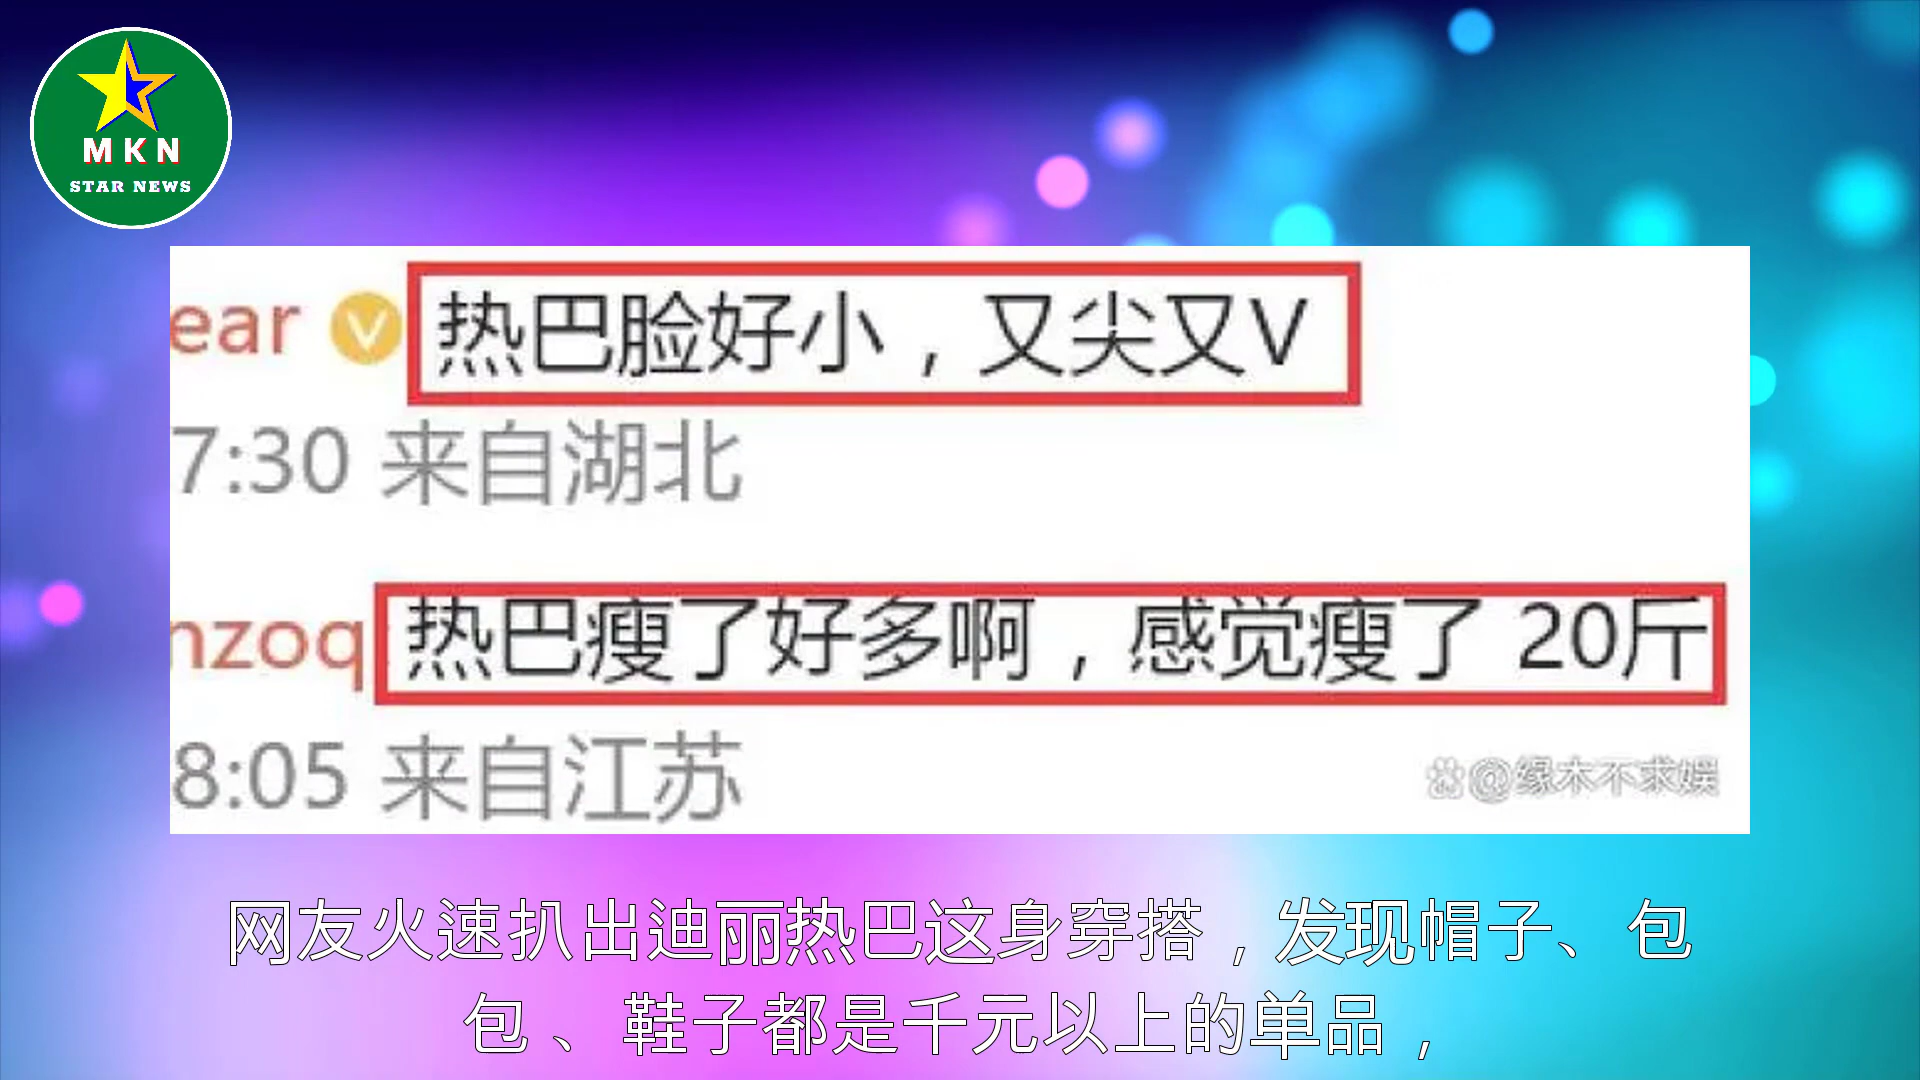 MKN
STAR NEWS
ear V 热巴脸好小，又尖又V
7:30 来自湖北
nzoq 热巴瘦了好多啊，感觉瘦了 20斤
8:05 来自江苏
@缘木不求娱
网友火速扒出迪丽热巴这身穿搭，发现帽子、包
包、鞋子都是千元以上的单品，